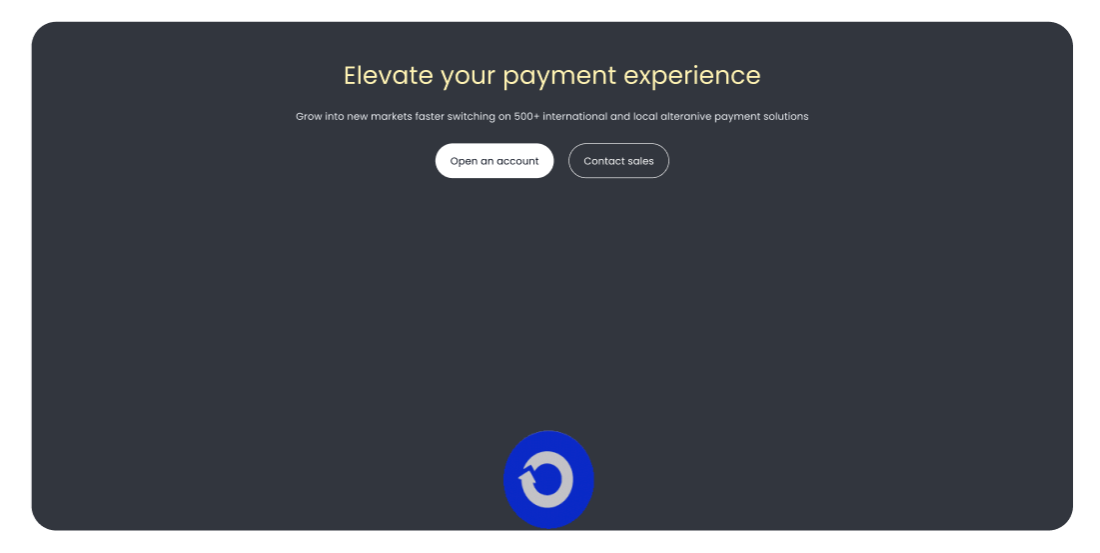 Elevate your payment experience
Grow into new markets faster switching on 500+ international and local alteranive payment solutions
Open an account
Contact sales